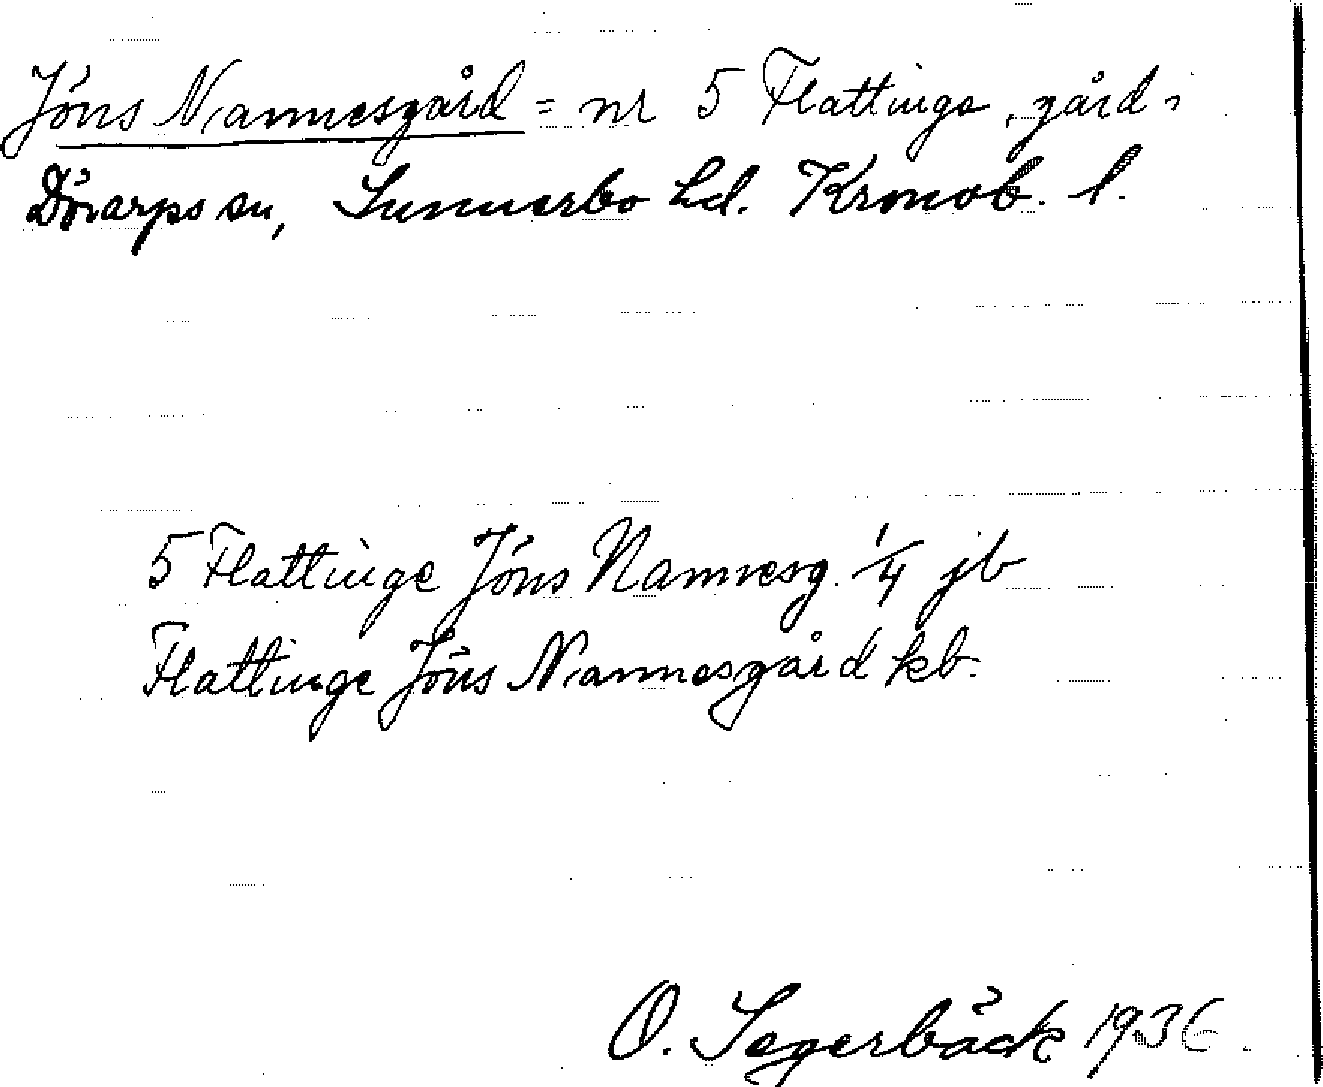 Jöns Nannesgård = nr 5 Flattinge, gård i
Dörarps sn, Sunnerbo hd. Kronob. l.
5 Flattinge Jöns Nannesg. 1/4 jb
Flattinge Jöns Nannesgård kb.
O. Segerbäck 1936.